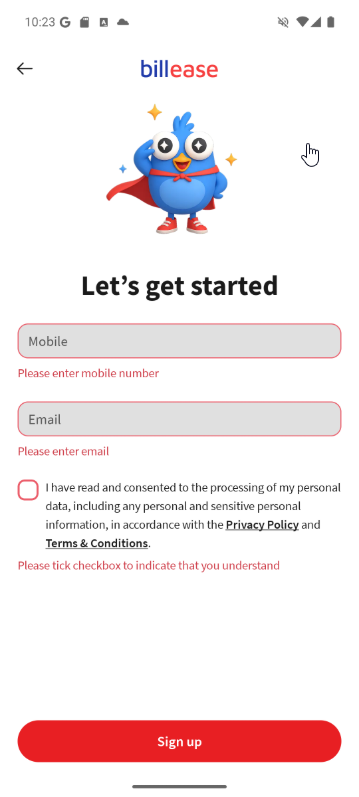 10:23
billease
Let's get started
Mobile
Please enter mobile number
Email
Please enter email
I have read and consented to the processing of my personal
data, including any personal and sensitive personal
information, in accordance with the Privacy Policy and
Terms & Conditions.
Please tick checkbox to indicate that you understand
Sign up